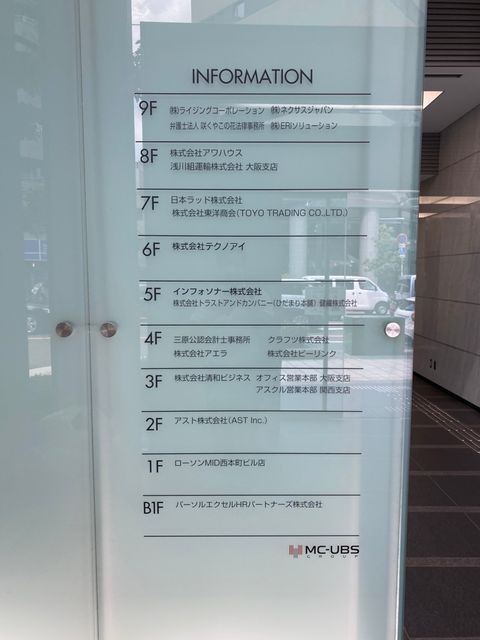 INFORMATION
9F ㈱ライジングコーポレーション ㈱ネクサスジャパン
弁護士法人 咲くやこの花法律事務所 ㈱ERIソリューション
8F 株式会社アワハウス
浅川組運輸株式会社 大阪支店
7F 日本ラッド株式会社
株式会社東洋商会(TOYO TRADING CO.,LTD.)
6F 株式会社テクノアイ
5F インフォソナー株式会社
株式会社トラストアンドカンパニー(ひだまり本舗) 健繊株式会社
4F 三原公認会計士事務所 クラフツ株式会社
株式会社アエラ 株式会社ビーリンク
3F 株式会社清和ビジネス オフィス営業本部 大阪支店
アスクル営業本部 関西支店
2F アスト株式会社(AST Inc.)
1F ローソンMID西本町ビル店
B1F パーソルエクセルHRパートナーズ株式会社
MC-UBS
GROUP